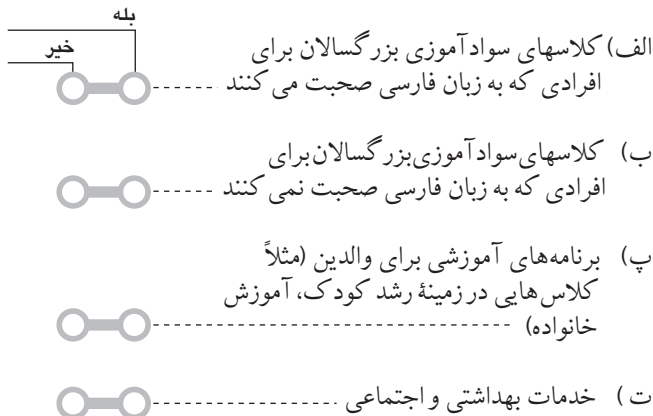 بله
خیر
الف) کلاسهای سوادآموزی بزرگسالان برای
افرادی که به زبان فارسی صحبت می کنند
ب) کلاسهای سوادآموزی بزرگسالان برای
افرادی که به زبان فارسی صحبت نمی کنند
پ) برنامه‌های آموزشی برای والدین (مثلاً
کلاس‌هایی در زمینهٔ رشد کودک، آموزش
خانواده)
ت) خدمات بهداشتی و اجتماعی